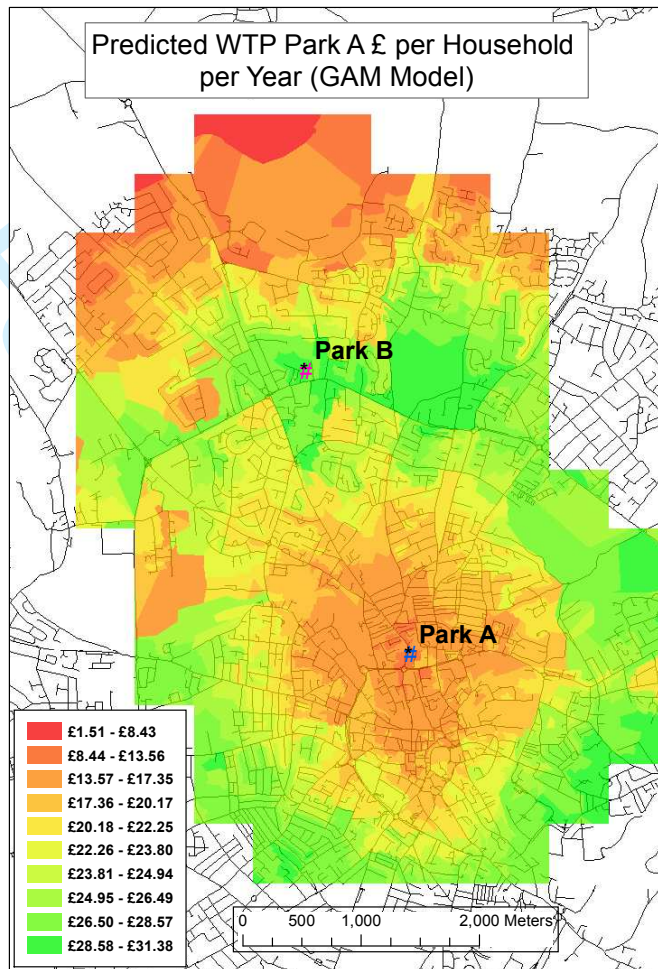 Predicted WTP Park A £ per Household
per Year (GAM Model)
Park B
Park A
£1.51 - £8.43
£8.44 - £13.56
£13.57 - £17.35
£17.36 - £20.17
£20.18 - £22.25
£22.26 - £23.80
£23.81 - £24.94
£24.95 - £26.49
£26.50 - £28.57
£28.58 - £31.38
0 500 1,000 2,000 Meters